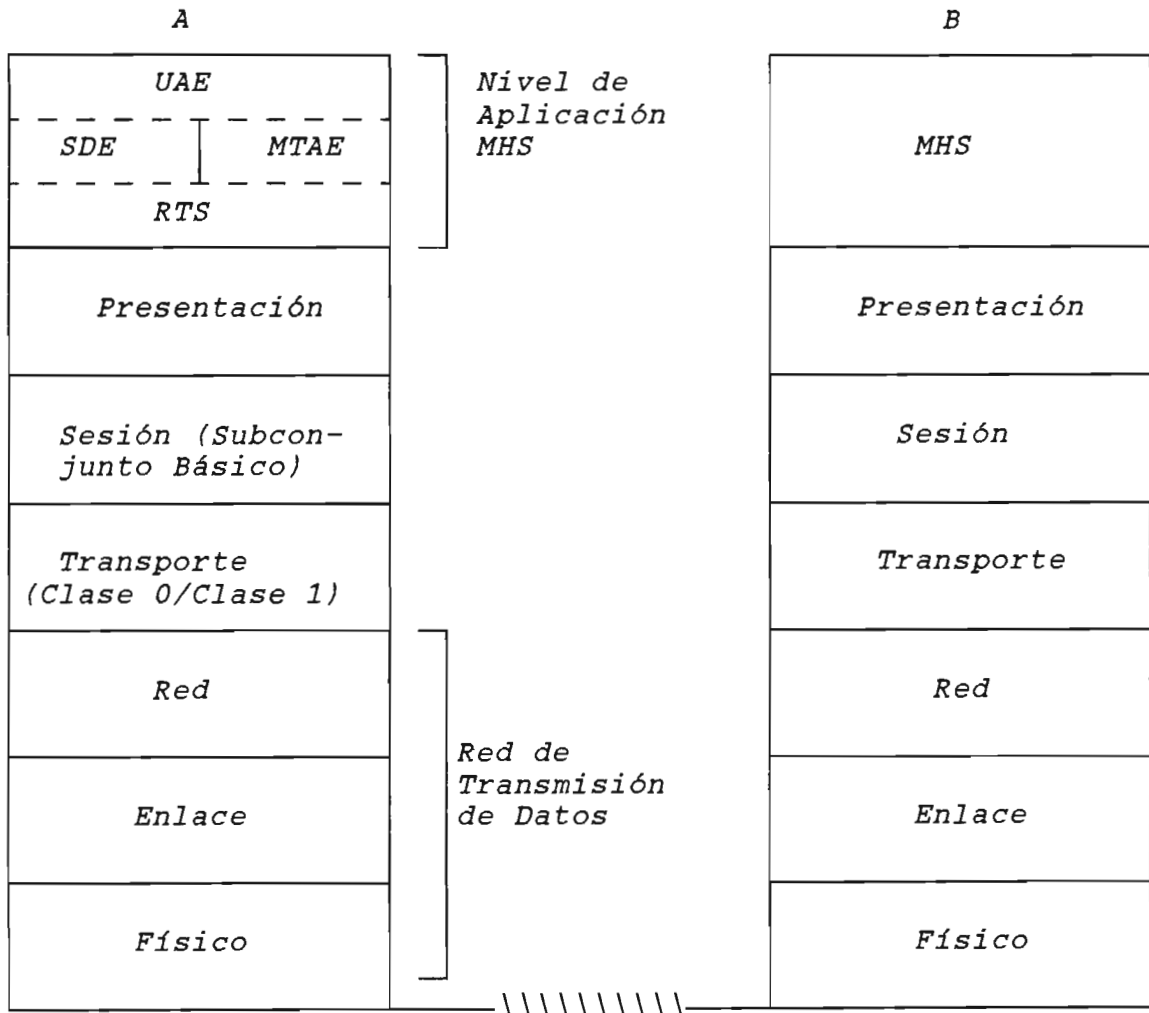 A
B
UAE
SDE
MTAE
RTS
Nivel de
Aplicación
MHS
MHS
Presentación
Presentación
Sesión (Subcon-
junto Básico)
Sesión
Transporte
(Clase 0/Clase 1)
Transporte
Red
Red
Red de
Transmisión
de Datos
Enlace
Enlace
Físico
Físico